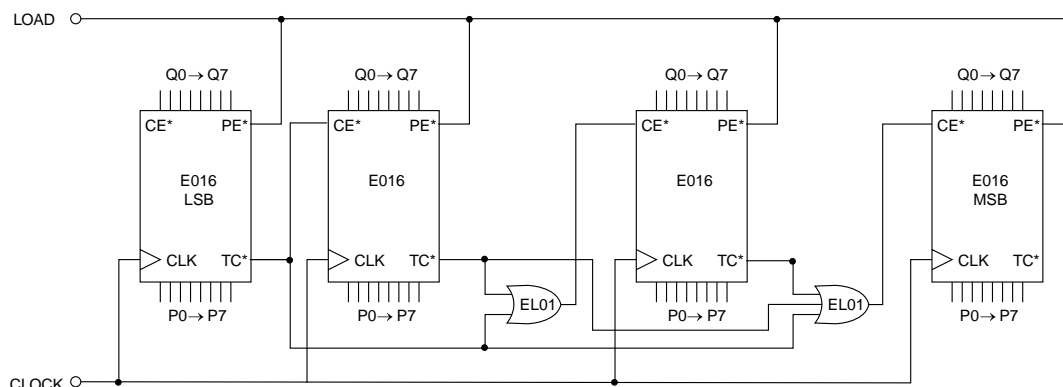 LOAD
Q0→Q7 Q0→Q7 Q0→Q7 Q0→Q7
CE* PE* CE* PE* CE* PE* CE* PE*
E016 E016 E016 E016
LSB MSB
CLK TC* CLK TC* CLK TC* CLK TC*
EL01 EL01
P0→P7 P0→P7 P0→P7 P0→P7
CLOCK